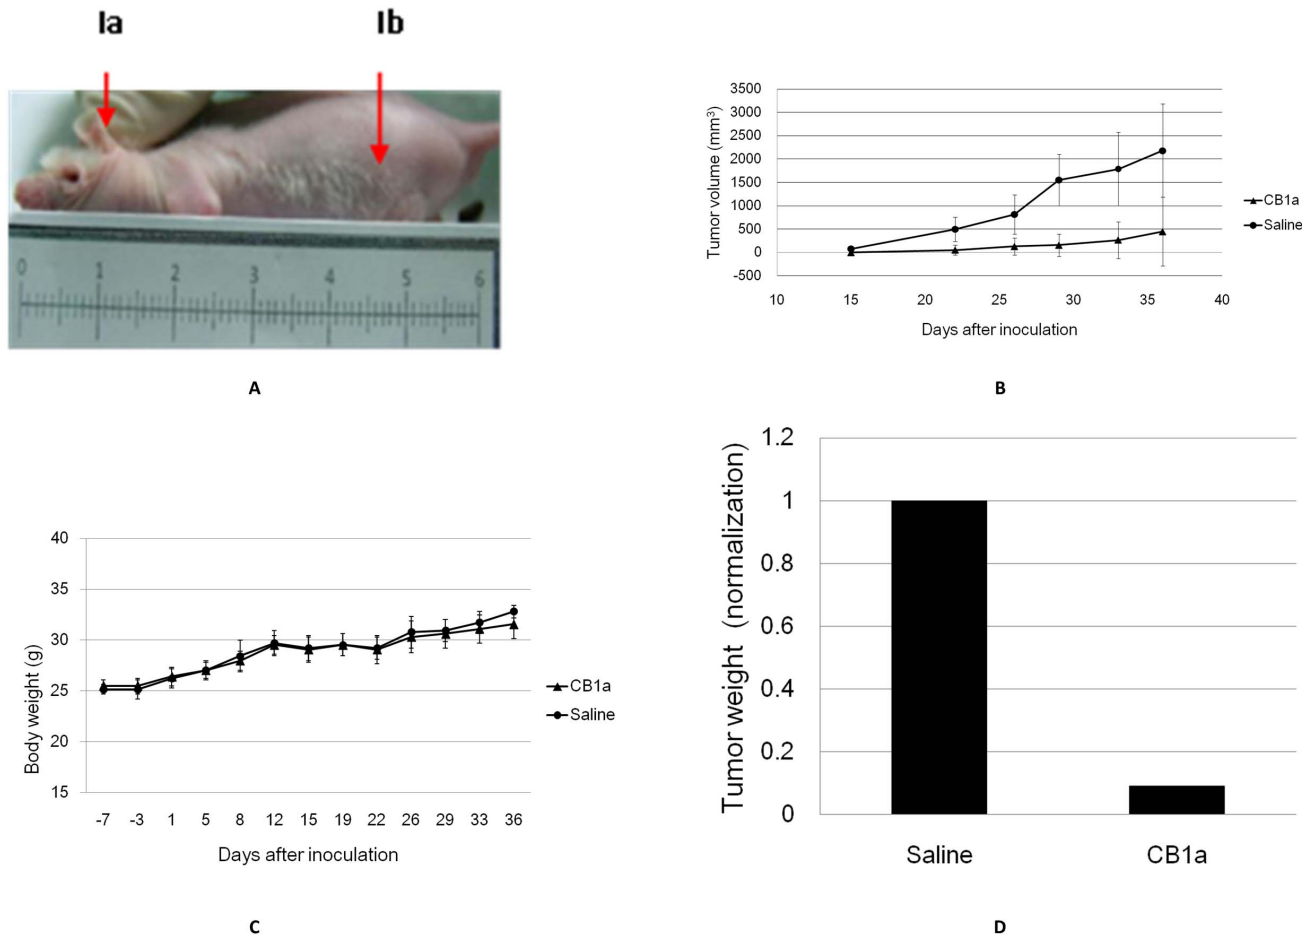 Ia Ib
0 1 2 3 4 5 6
A
3500
3000
2500
2000
1500
1000
500
0
-500
10 15 20 25 30 35 40
Tumor volume (mm³)
Days after inoculation
CB1a
Saline
B
40
35
30
25
20
15
-7 -3 1 5 8 12 15 19 22 26 29 33 36
Body weight (g)
Days after inoculation
CB1a
Saline
C
1.2
1
0.8
0.6
0.4
0.2
0
Tumor weight (normalization)
Saline CB1a
D